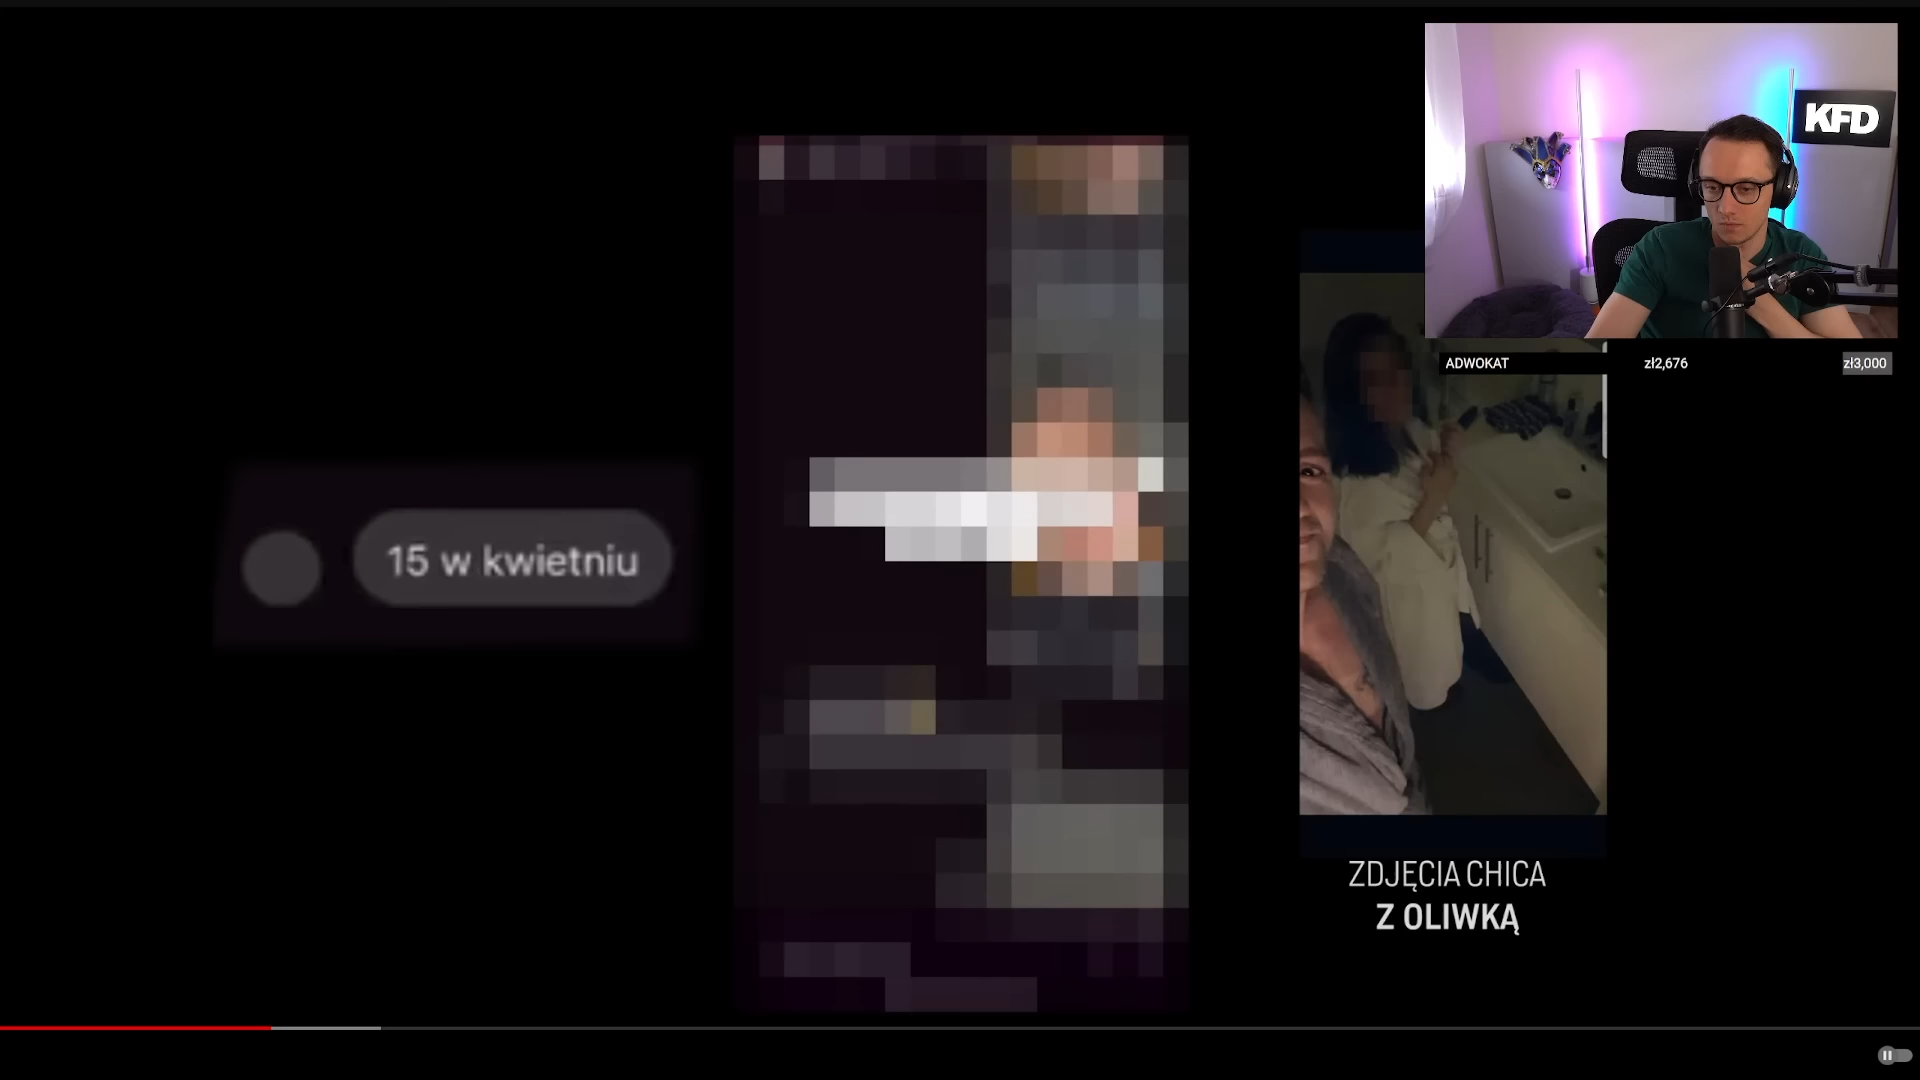 KFD
ADWOKAT
zł2,676
zł3,000
15 w kwietniu
ZDJĘCIA CHICA
Z OLIWKĄ